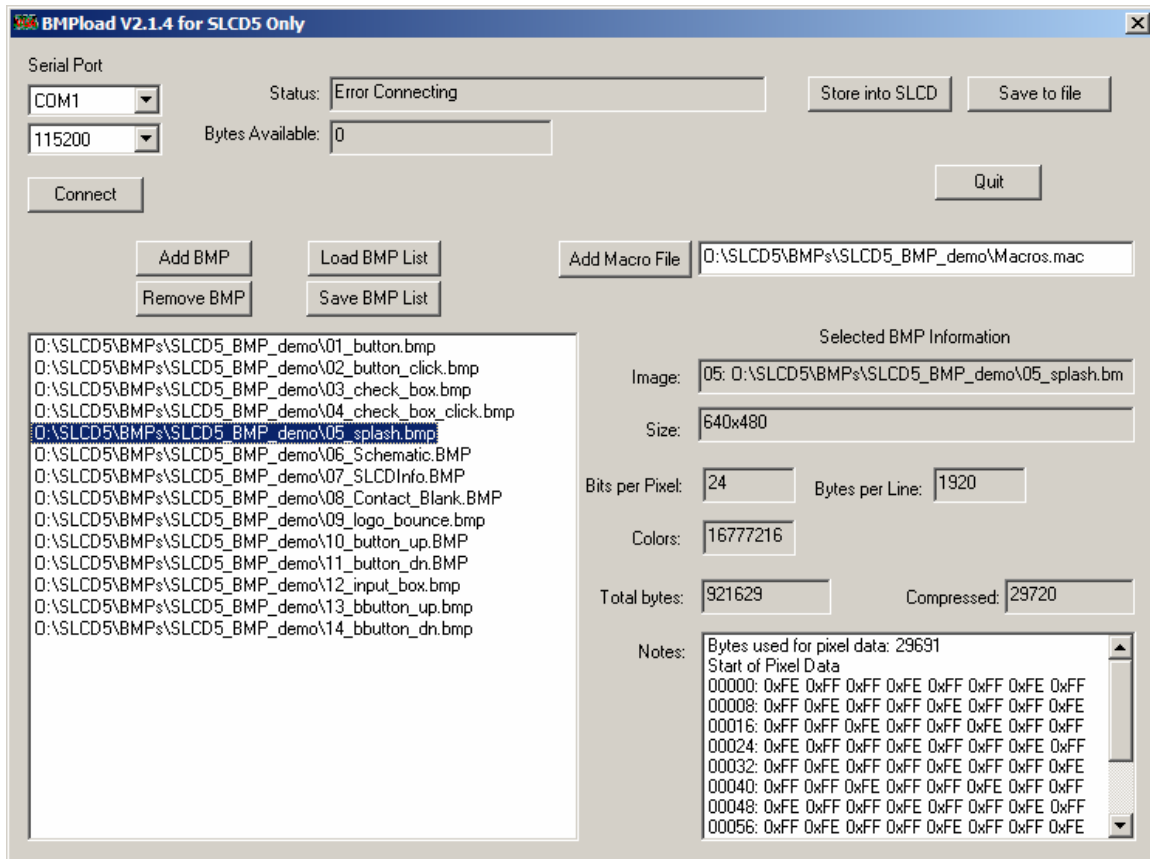 BMPload V2.1.4 for SLCD5 Only
Serial Port
COM1
Status: Error Connecting
Store into SLCD
Save to file
115200
Bytes Available: 0
Connect
Quit
Add BMP
Load BMP List
Add Macro File
O:\SLCD5\BMPs\SLCD5_BMP_demo\Macros.mac
Remove BMP
Save BMP List
O:\SLCD5\BMPs\SLCD5_BMP_demo\01_button.bmp
O:\SLCD5\BMPs\SLCD5_BMP_demo\02_button_click.bmp
O:\SLCD5\BMPs\SLCD5_BMP_demo\03_check_box.bmp
O:\SLCD5\BMPs\SLCD5_BMP_demo\04_check_box_click.bmp
O:\SLCD5\BMPs\SLCD5_BMP_demo\05_splash.bmp
O:\SLCD5\BMPs\SLCD5_BMP_demo\06_Schematic.BMP
O:\SLCD5\BMPs\SLCD5_BMP_demo\07_SLCDInfo.BMP
O:\SLCD5\BMPs\SLCD5_BMP_demo\08_Contact_Blank.BMP
O:\SLCD5\BMPs\SLCD5_BMP_demo\09_logo_bounce.bmp
O:\SLCD5\BMPs\SLCD5_BMP_demo\10_button_up.BMP
O:\SLCD5\BMPs\SLCD5_BMP_demo\11_button_dn.BMP
O:\SLCD5\BMPs\SLCD5_BMP_demo\12_input_box.bmp
O:\SLCD5\BMPs\SLCD5_BMP_demo\13_bbutton_up.bmp
O:\SLCD5\BMPs\SLCD5_BMP_demo\14_bbutton_dn.bmp
Selected BMP Information
Image: 05: O:\SLCD5\BMPs\SLCD5_BMP_demo\05_splash.bm
Size: 640x480
Bits per Pixel: 24
Bytes per Line: 1920
Colors: 16777216
Total bytes: 921629
Compressed: 29720
Notes:
Bytes used for pixel data: 29691
Start of Pixel Data
00000: 0xFE 0xFF 0xFF 0xFE 0xFF 0xFF 0xFE 0xFF
00008: 0xFF 0xFE 0xFF 0xFF 0xFE 0xFF 0xFF 0xFE
00016: 0xFF 0xFF 0xFE 0xFF 0xFF 0xFE 0xFF 0xFF
00024: 0xFE 0xFF 0xFF 0xFE 0xFF 0xFF 0xFE 0xFF
00032: 0xFF 0xFE 0xFF 0xFF 0xFE 0xFF 0xFF 0xFE
00040: 0xFF 0xFF 0xFE 0xFF 0xFF 0xFE 0xFF 0xFF
00048: 0xFE 0xFF 0xFF 0xFE 0xFF 0xFF 0xFE 0xFF
00056: 0xFF 0xFE 0xFF 0xFF 0xFE 0xFF 0xFF 0xFE